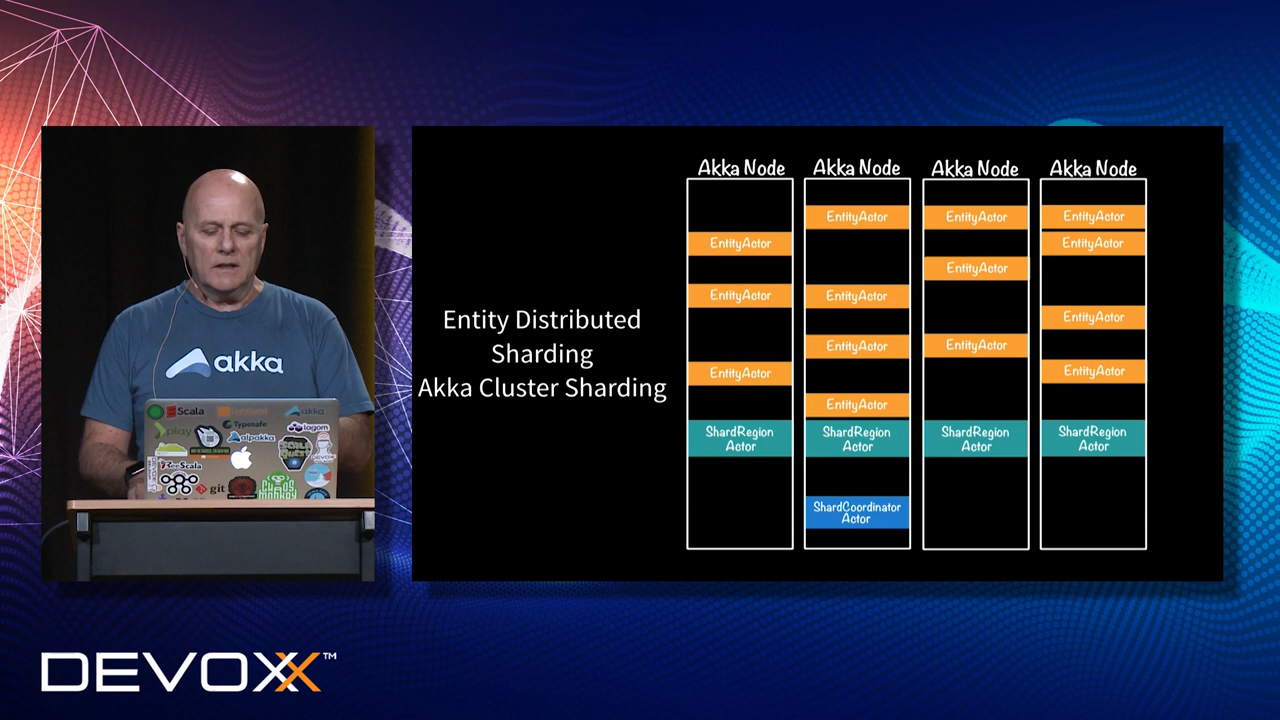 akka
Scala
Lightbend
akka
play
Typesafe
lagom
alpakka
git
Entity Distributed
Sharding
Akka Cluster Sharding
Akka Node
EntityActor
EntityActor
EntityActor
ShardRegion
Actor
Akka Node
EntityActor
EntityActor
EntityActor
EntityActor
ShardRegion
Actor
ShardCoordinator
Actor
Akka Node
EntityActor
EntityActor
EntityActor
ShardRegion
Actor
Akka Node
EntityActor
EntityActor
EntityActor
EntityActor
ShardRegion
Actor
DEVOXX™